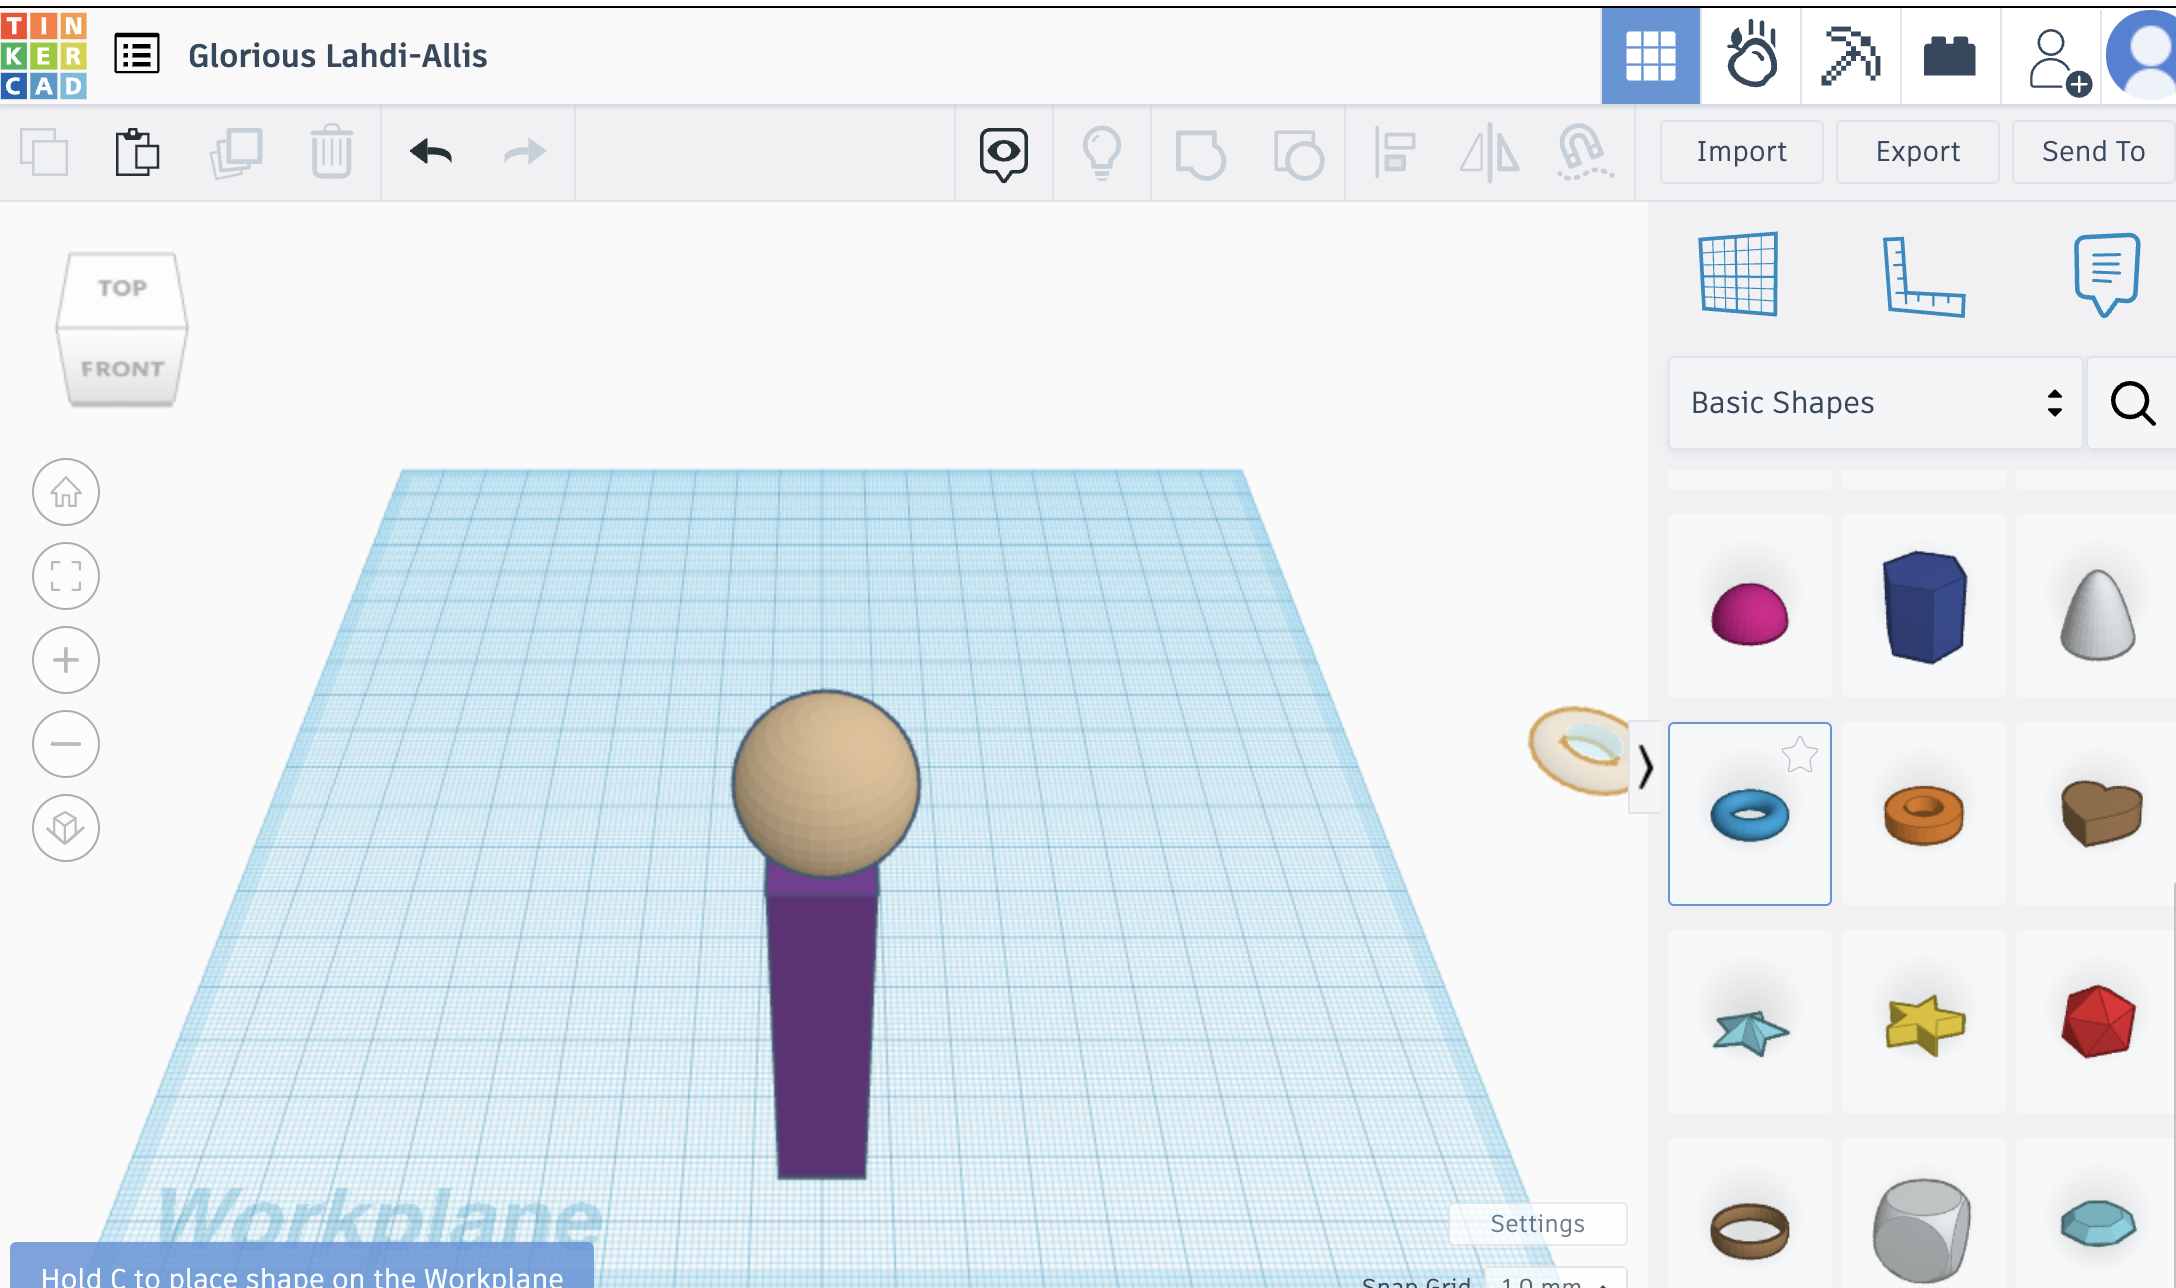 TIN
KER
CAD
Glorious Lahdi-Allis
Import
Export
Send To
TOP
FRONT
Basic Shapes
Workplane
Settings
Hold C to place shape on the Workplane
Snap Grid 1.0 mm